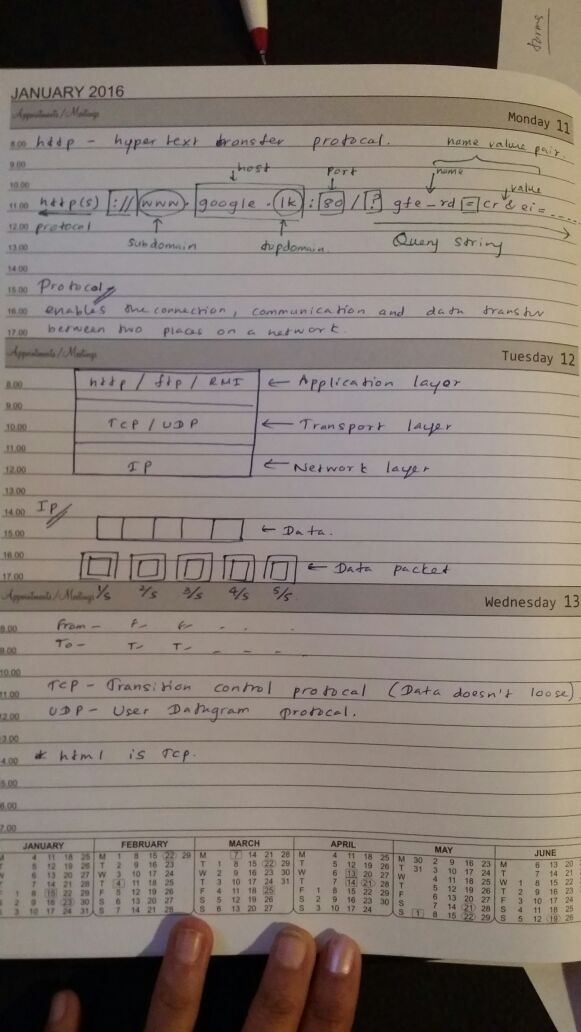 forms
JANUARY 2016
Appointments/Meetings
Monday 11
8.00 http - hyper text transfer protocal.
name value pair.
9.00
host port name value
10.00
11.00 http(s) :// www. google . lk : 80 / ? gfe_rd = cr & ei = _ _ _ _
12.00 protocol
subdomain topdomain. Query string
13.00
14.00
15.00 Protocal
16.00 enables the connection, communication and data transfer
17.00 between two places on a network.
Appointments/Meetings
Tuesday 12
8.00 http / ftp / RMI ← Application layer
9.00
10.00 TCP / UDP ← Transport layer
11.00
12.00 IP ← Network layer
13.00
14.00 IP
15.00 ← Data.
16.00
17.00 ← Data packet
Appointments/Meetings 1/5 2/5 3/5 4/5 5/5
Wednesday 13
8.00 From - F- F-
9.00 To - T- T- - - -
10.00
11.00 TCP - Transition control protocal (Data doesn't loose)
12.00 UDP - User Datagram protocal.
3.00
4.00 * html is TCP.
5.00
6.00
7.00
JANUARY FEBRUARY MARCH APRIL MAY JUNE
M 4 11 18 25 M 1 8 15 22 29 M 7 14 21 28 M 4 11 18 25 M 30 2 9 16 23 M 6 13 20
T 5 12 19 26 T 2 9 16 23 T 1 8 15 22 29 T 5 12 19 26 T 31 3 10 17 24 T 7 14 21
W 6 13 20 27 W 3 10 17 24 W 2 9 16 23 30 W 6 13 20 27 W 4 11 18 25 W 1 8 15 22
T 7 14 21 28 T 4 11 18 25 T 3 10 17 24 31 T 7 14 21 28 T 5 12 19 26 T 2 9 16 23
F 1 8 15 22 29 F 5 12 19 26 F 4 11 18 25 F 1 8 15 22 29 F 6 13 20 27 F 3 10 17 24
S 2 9 16 23 30 S 6 13 20 27 S 5 12 19 26 S 2 9 16 23 30 S 7 14 21 28 S 4 11 18 25
S 3 10 17 24 31 S 7 14 21 28 S 6 13 20 27 S 3 10 17 24 S 1 8 15 22 29 S 5 12 19 26